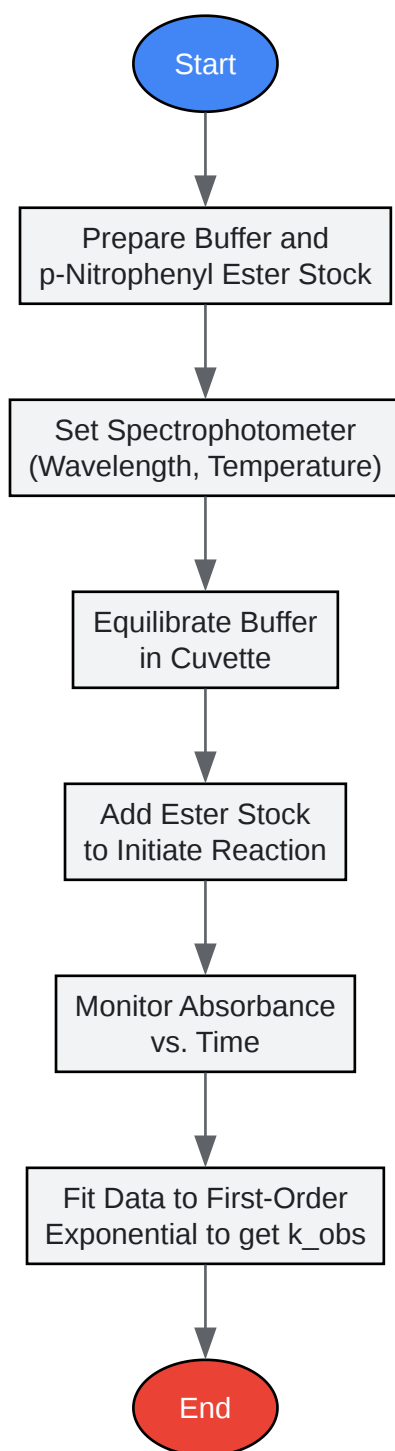 Start
Prepare Buffer and
p-Nitrophenyl Ester Stock
Set Spectrophotometer
(Wavelength, Temperature)
Equilibrate Buffer
in Cuvette
Add Ester Stock
to Initiate Reaction
Monitor Absorbance
vs. Time
Fit Data to First-Order
Exponential to get k_obs
End